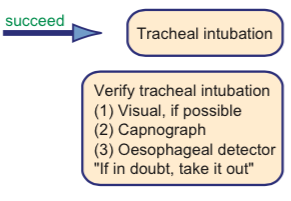 succeed
Tracheal intubation
Verify tracheal intubation
(1) Visual, if possible
(2) Capnograph
(3) Oesophageal detector
"If in doubt, take it out"